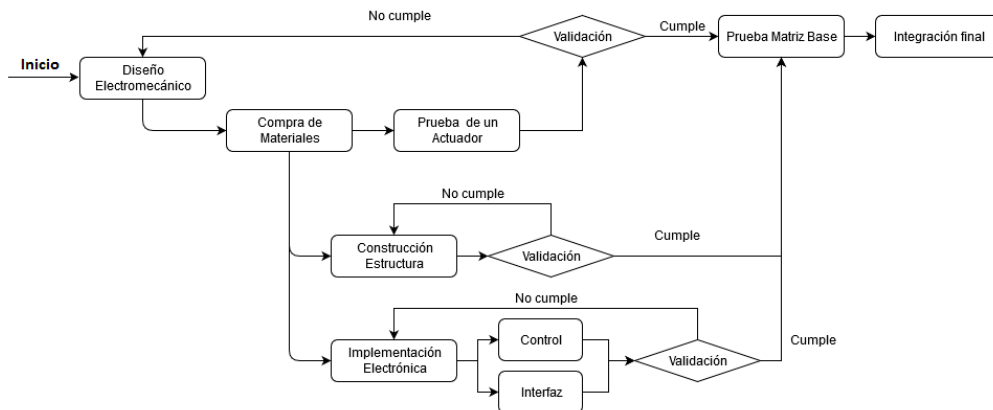 No cumple
Validación
Cumple
Prueba Matriz Base
Integración final
Inicio
Diseño
Electromecánico
Compra de
Materiales
Prueba de un
Actuador
No cumple
Construcción
Estructura
Validación
Cumple
No cumple
Implementación
Electrónica
Control
Interfaz
Validación
Cumple